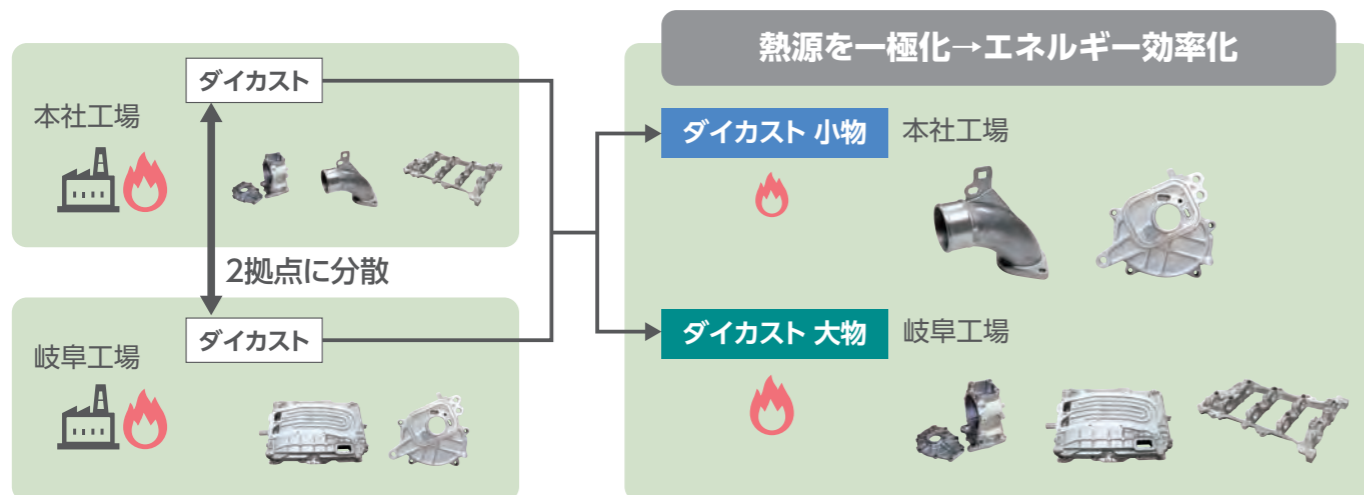 ダイカスト
本社工場
2拠点に分散
ダイカスト
岐阜工場
熱源を一極化→エネルギー効率化
ダイカスト 小物
本社工場
ダイカスト 大物
岐阜工場